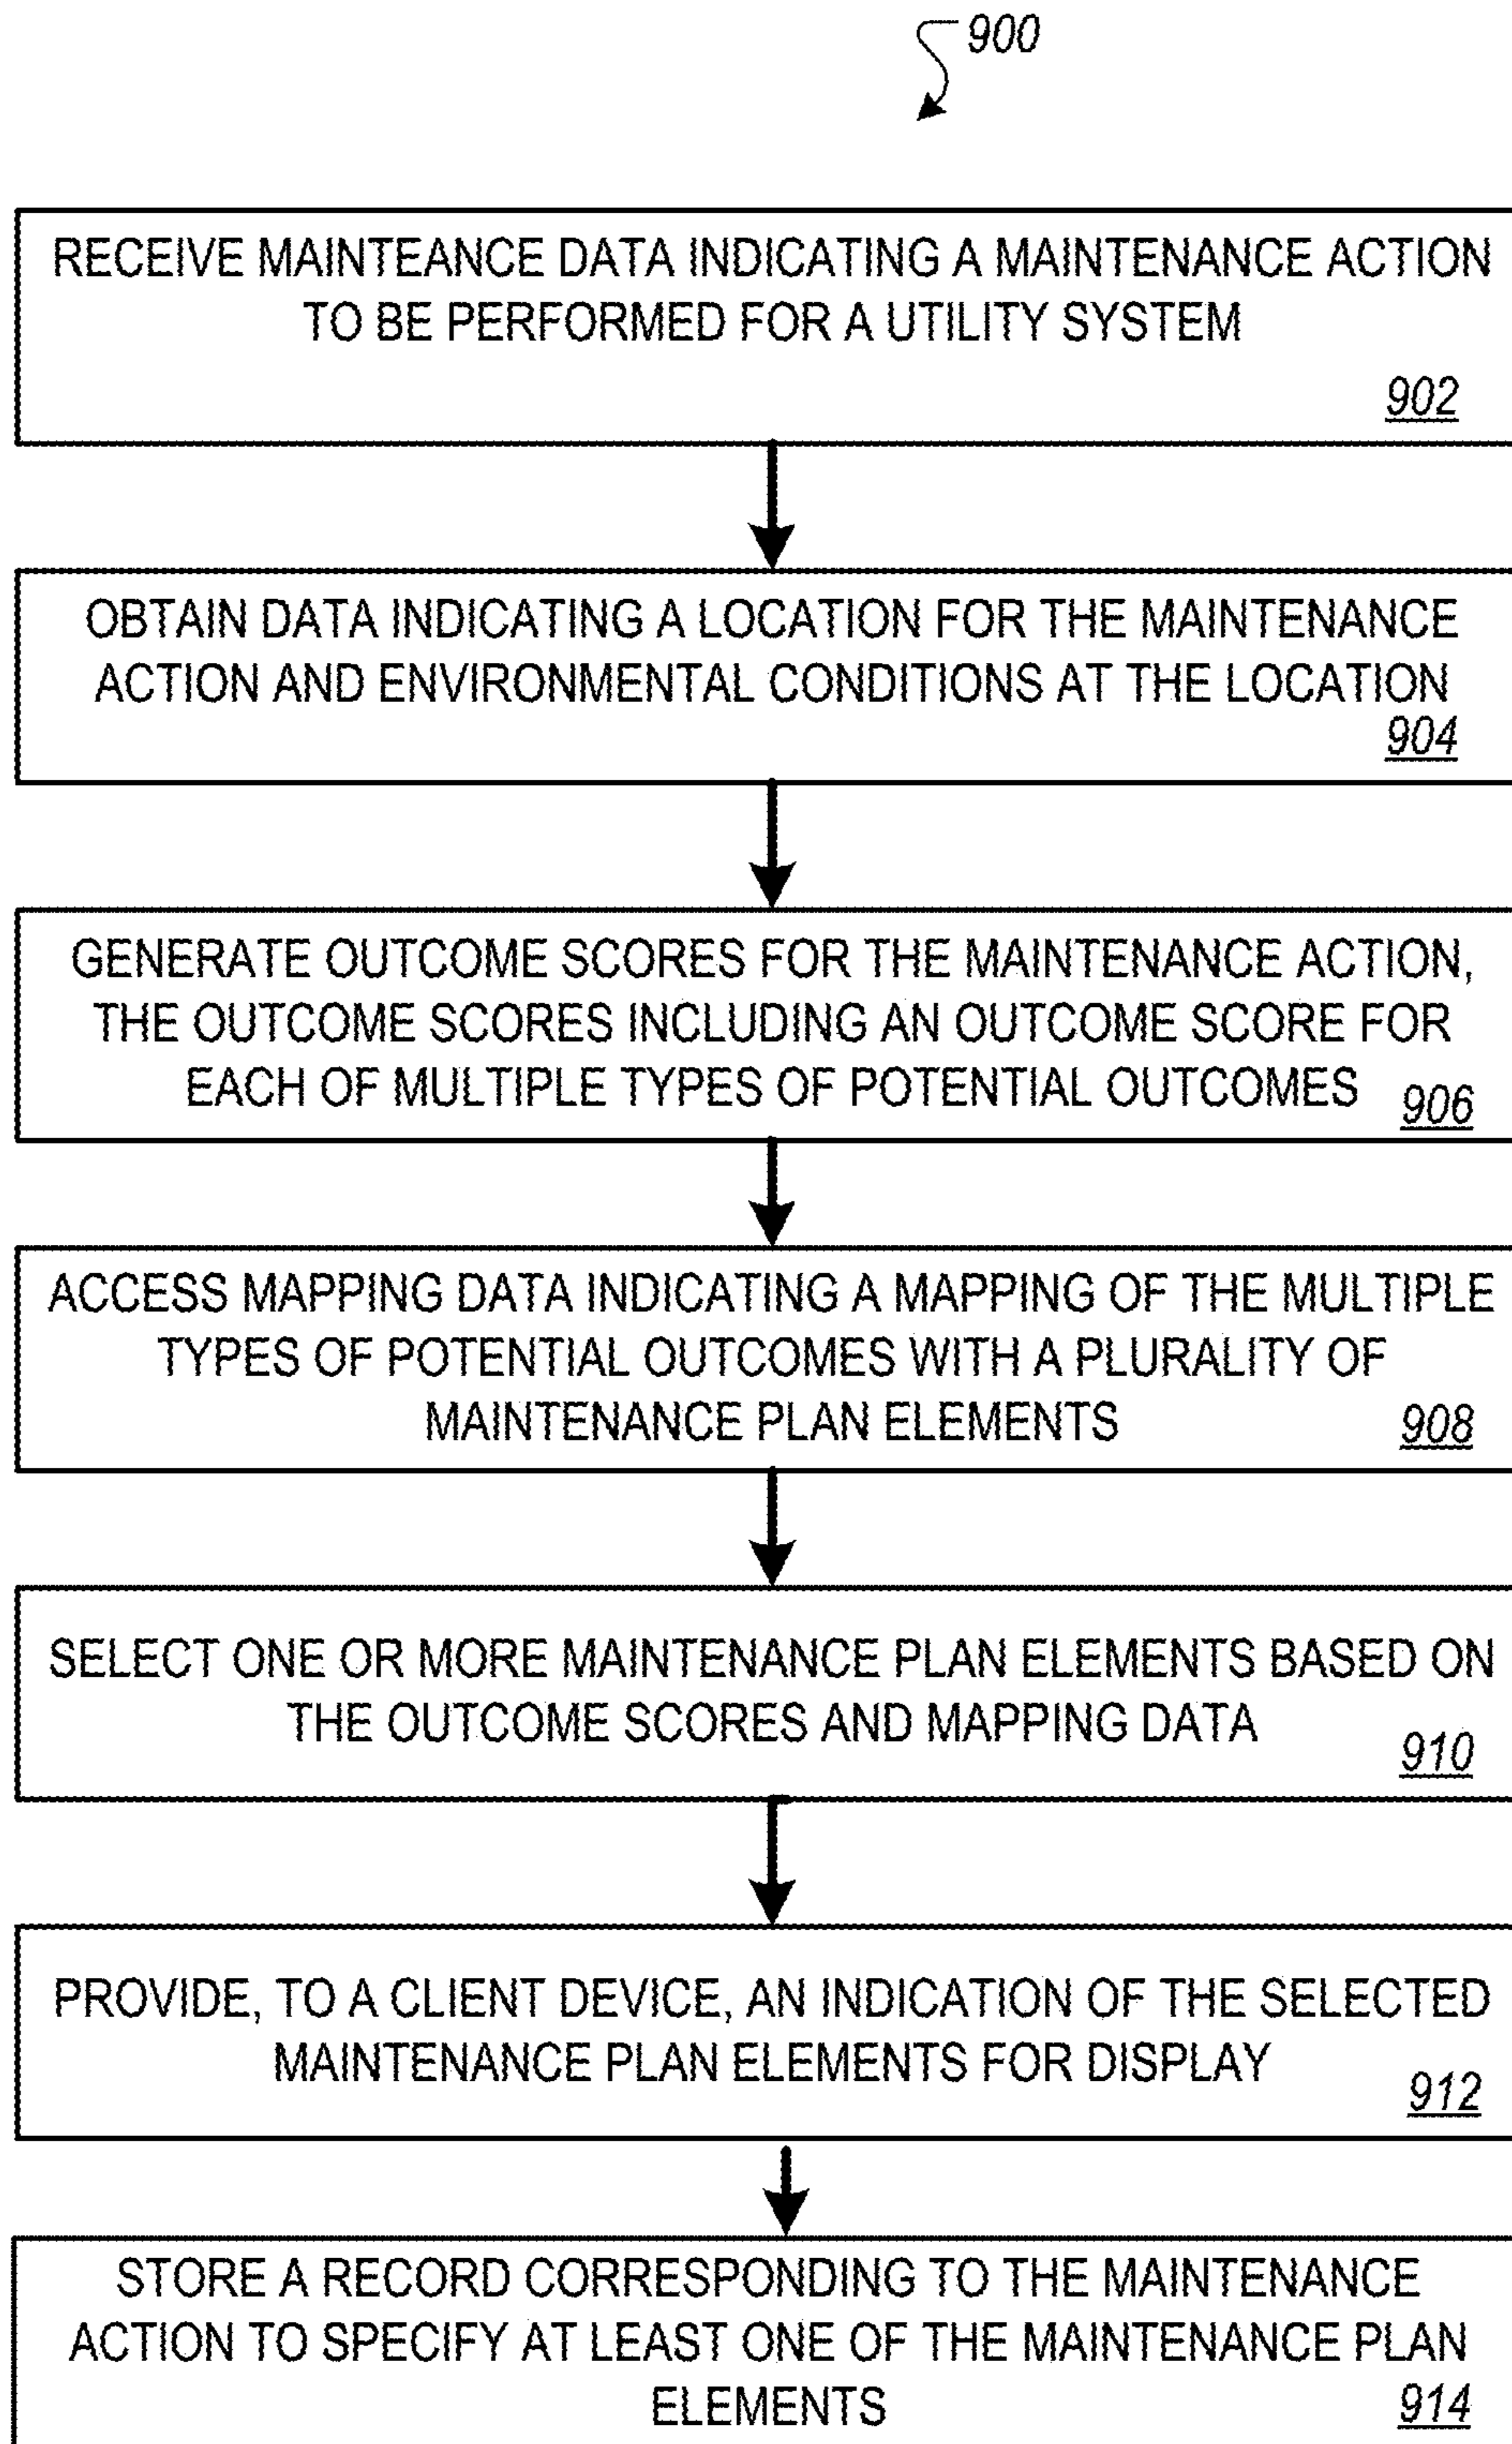 900
RECEIVE MAINTEANCE DATA INDICATING A MAINTENANCE ACTION
TO BE PERFORMED FOR A UTILITY SYSTEM
902
OBTAIN DATA INDICATING A LOCATION FOR THE MAINTENANCE
ACTION AND ENVIRONMENTAL CONDITIONS AT THE LOCATION
904
GENERATE OUTCOME SCORES FOR THE MAINTENANCE ACTION,
THE OUTCOME SCORES INCLUDING AN OUTCOME SCORE FOR
EACH OF MULTIPLE TYPES OF POTENTIAL OUTCOMES 906
ACCESS MAPPING DATA INDICATING A MAPPING OF THE MULTIPLE
TYPES OF POTENTIAL OUTCOMES WITH A PLURALITY OF
MAINTENANCE PLAN ELEMENTS 908
SELECT ONE OR MORE MAINTENANCE PLAN ELEMENTS BASED ON
THE OUTCOME SCORES AND MAPPING DATA
910
PROVIDE, TO A CLIENT DEVICE, AN INDICATION OF THE SELECTED
MAINTENANCE PLAN ELEMENTS FOR DISPLAY
912
STORE A RECORD CORRESPONDING TO THE MAINTENANCE
ACTION TO SPECIFY AT LEAST ONE OF THE MAINTENANCE PLAN
ELEMENTS 914